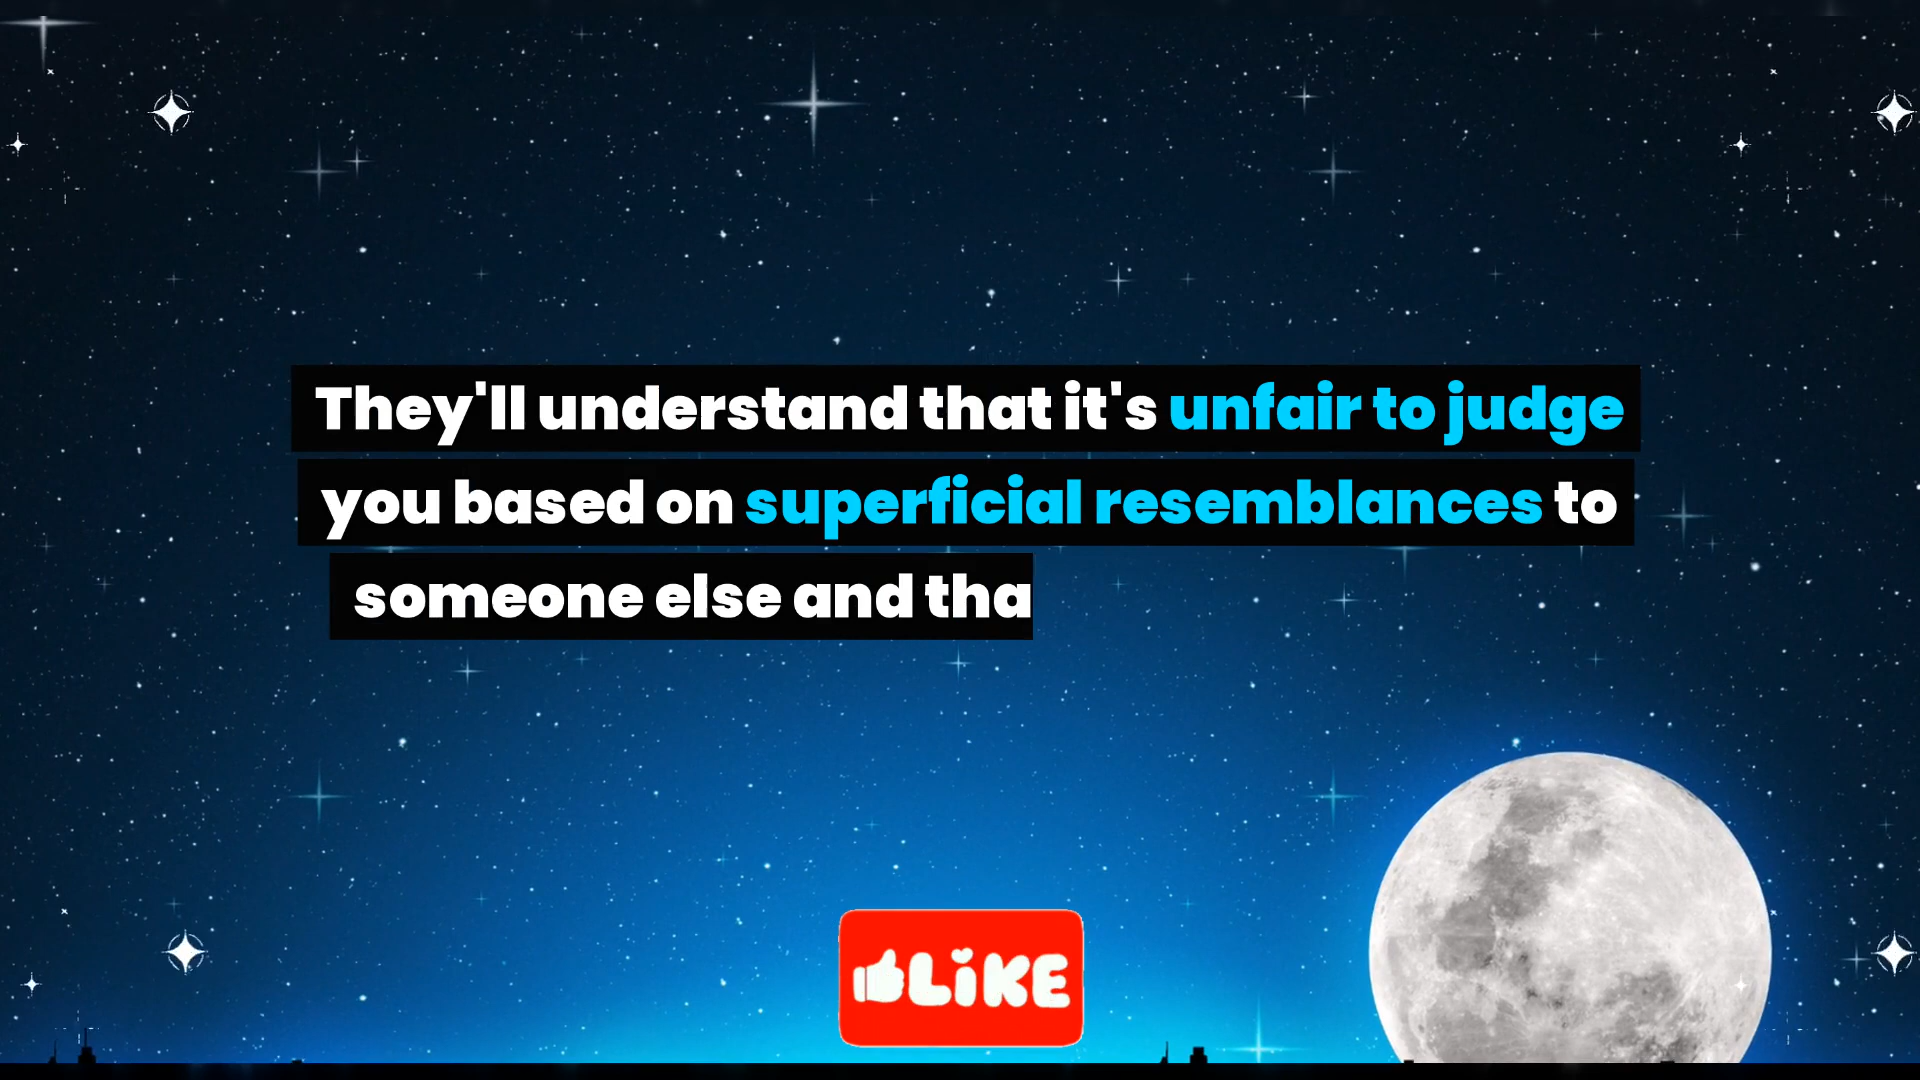 They'll understand that it's unfair to judge
you based on superficial resemblances to
someone else and tha
LiKE